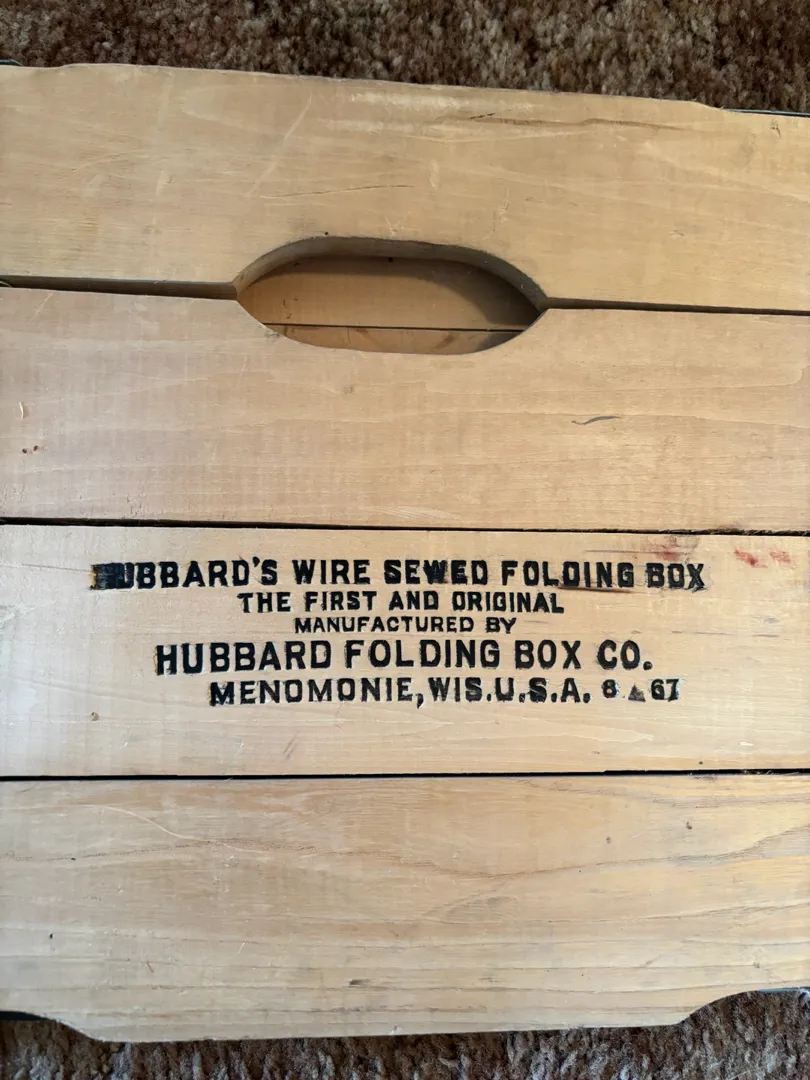 HUBBARD'S WIRE SEWED FOLDING BOX
THE FIRST AND ORIGINAL
MANUFACTURED BY
HUBBARD FOLDING BOX CO.
MENOMONIE, WIS. U.S.A. 8 ▲ 67